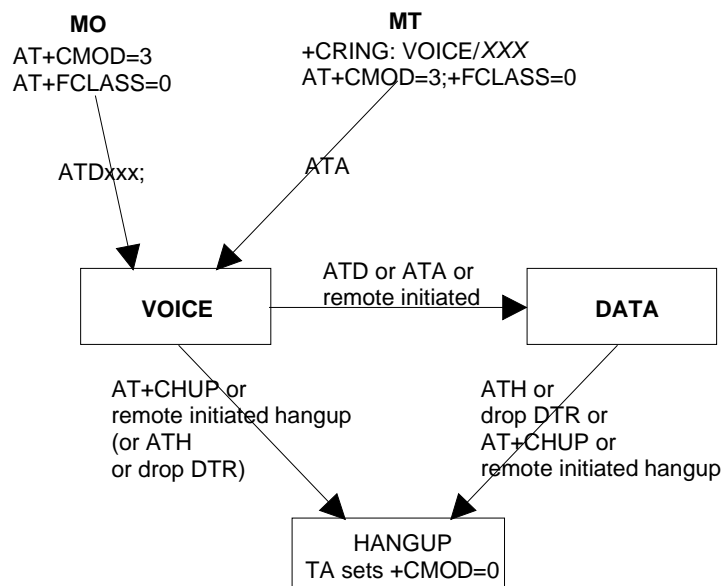 MO
AT+CMOD=3
AT+FCLASS=0
MT
+CRING: VOICE/XXX
AT+CMOD=3;+FCLASS=0
ATDxxx;
ATA
VOICE
ATD or ATA or
remote initiated
DATA
AT+CHUP or
remote initiated hangup
(or ATH
or drop DTR)
ATH or
drop DTR or
AT+CHUP or
remote initiated hangup
HANGUP
TA sets +CMOD=0